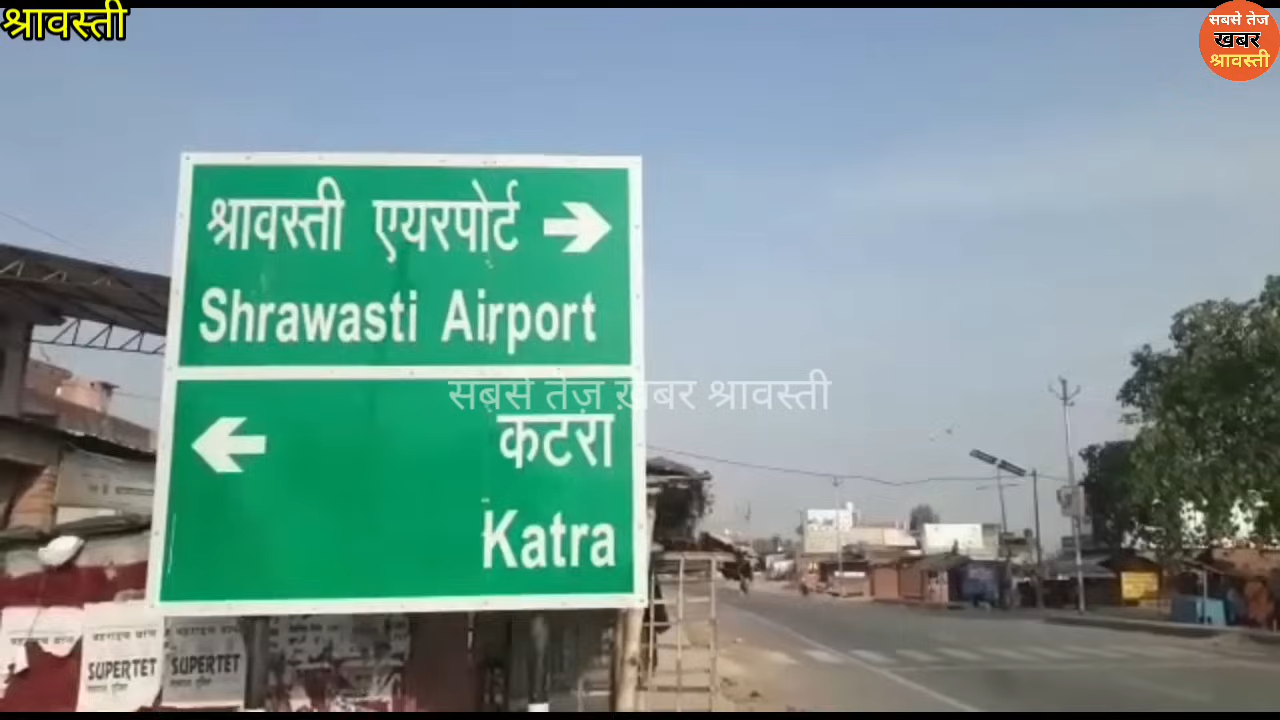 श्रावस्ती
सबसे तेज
खबर
श्रावस्ती
श्रावस्ती एयरपोर्ट
Shrawasti Airport
सबसे तेज़ ख़बर श्रावस्ती
कटरा
Katra
SUPERTET
SUPERTET